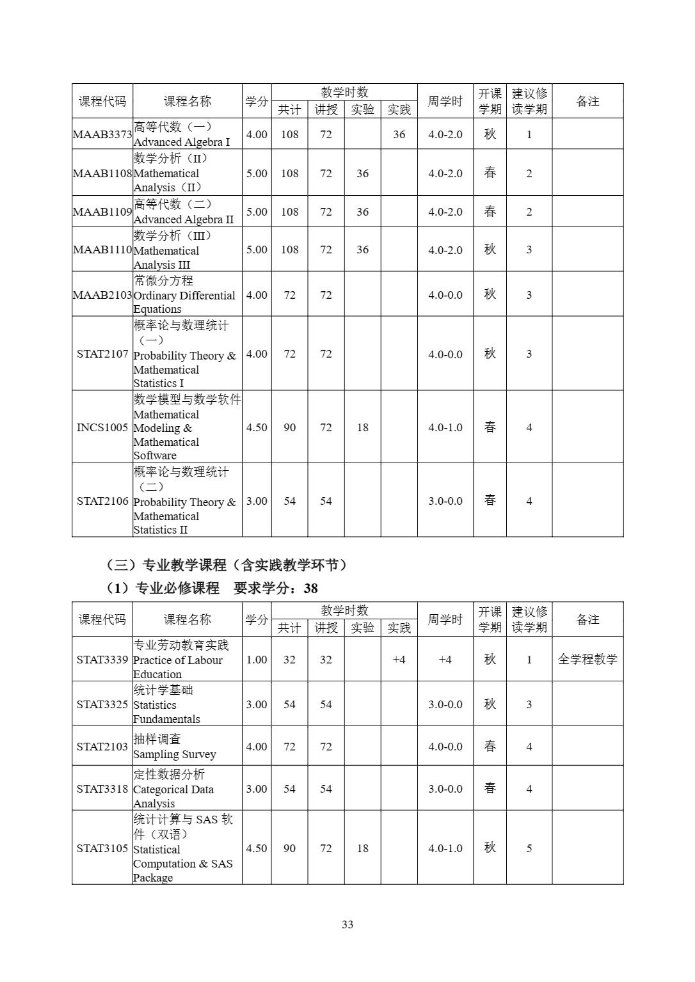 课程代码 课程名称 学分 教学时数 周学时 开课学期 建议修读学期 备注
共计 讲授 实验 实践
MAAB3373 高等代数（一） 4.00 108 72 36 4.0-2.0 秋 1
Advanced Algebra I
数学分析（II）
MAAB1108 Mathematical 5.00 108 72 36 4.0-2.0 春 2
Analysis（II）
MAAB1109 高等代数（二） 5.00 108 72 36 4.0-2.0 春 2
Advanced Algebra II
数学分析（III）
MAAB1110 Mathematical 5.00 108 72 36 4.0-2.0 秋 3
Analysis III
常微分方程
MAAB2103 Ordinary Differential 4.00 72 72 4.0-0.0 秋 3
Equations
概率论与数理统计
（一）
STAT2107 Probability Theory & 4.00 72 72 4.0-0.0 秋 3
Mathematical
Statistics I
数学模型与数学软件
Mathematical
INCS1005 Modeling & 4.50 90 72 18 4.0-1.0 春 4
Mathematical
Software
概率论与数理统计
（二）
STAT2106 Probability Theory & 3.00 54 54 3.0-0.0 春 4
Mathematical
Statistics II
（三）专业教学课程（含实践教学环节）
（1）专业必修课程 要求学分：38
课程代码 课程名称 学分 教学时数 周学时 开课学期 建议修读学期 备注
共计 讲授 实验 实践
专业劳动教育实践
STAT3339 Practice of Labour 1.00 32 32 +4 +4 秋 1 全学程教学
Education
统计学基础
STAT3325 Statistics 3.00 54 54 3.0-0.0 秋 3
Fundamentals
STAT2103 抽样调查 4.00 72 72 4.0-0.0 春 4
Sampling Survey
定性数据分析
STAT3318 Categorical Data 3.00 54 54 3.0-0.0 春 4
Analysis
统计计算与 SAS 软
件（双语）
STAT3105 Statistical 4.50 90 72 18 4.0-1.0 秋 5
Computation & SAS
Package
33